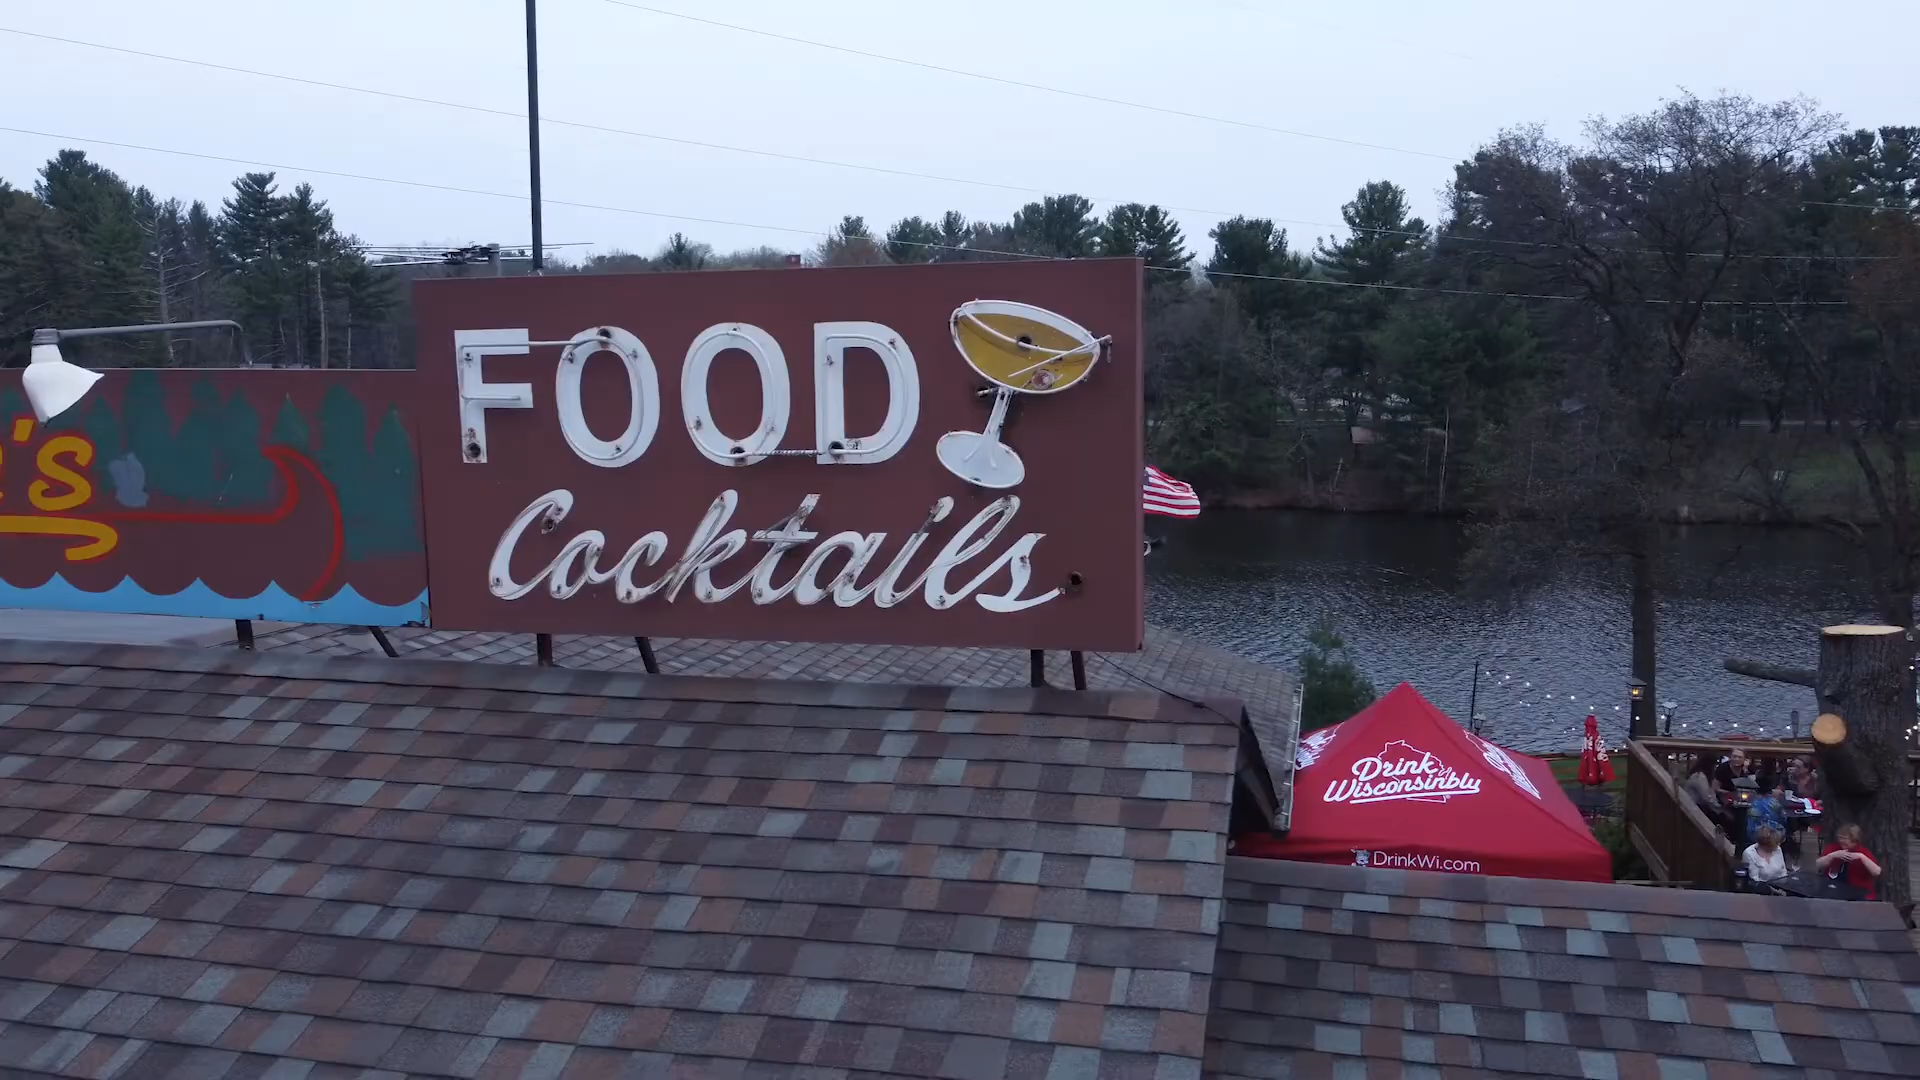 's
FOOD
Cocktails
Drink
Wisconsinbly
DrinkWi.com